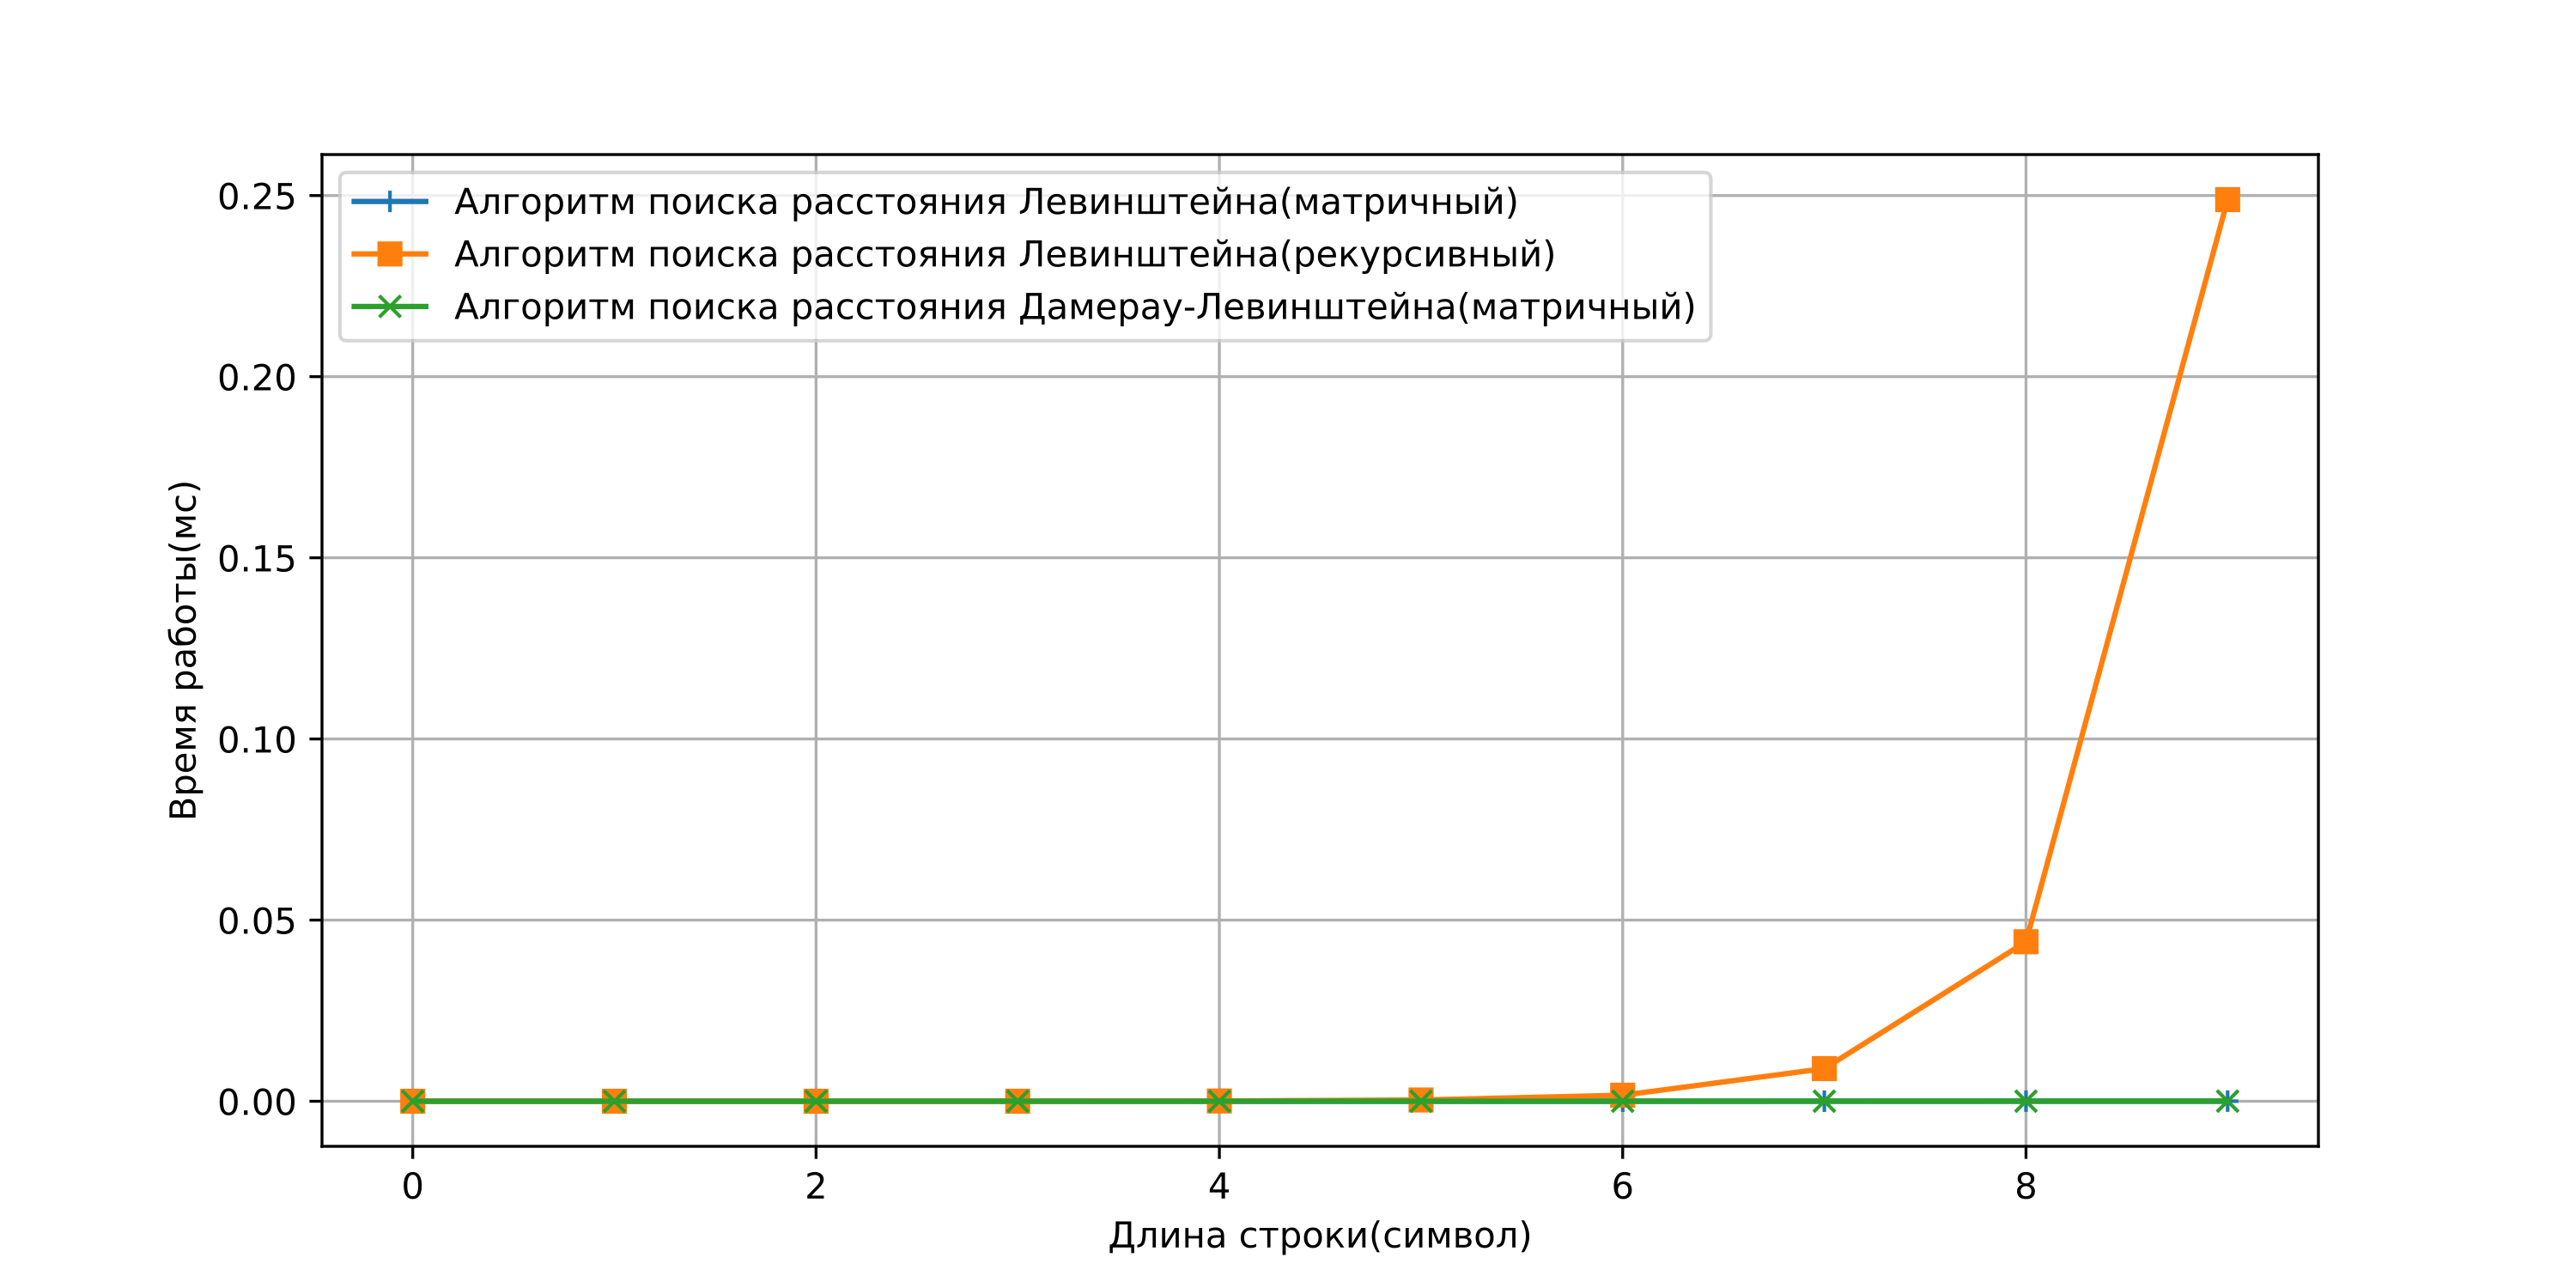 Алгоритм поиска расстояния Левинштейна(матричный)
Алгоритм поиска расстояния Левинштейна(рекурсивный)
Алгоритм поиска расстояния Дамерау-Левинштейна(матричный)
0.25
0.20
0.15
0.10
0.05
0.00
Время работы(мс)
0 2 4 6 8
Длина строки(символ)